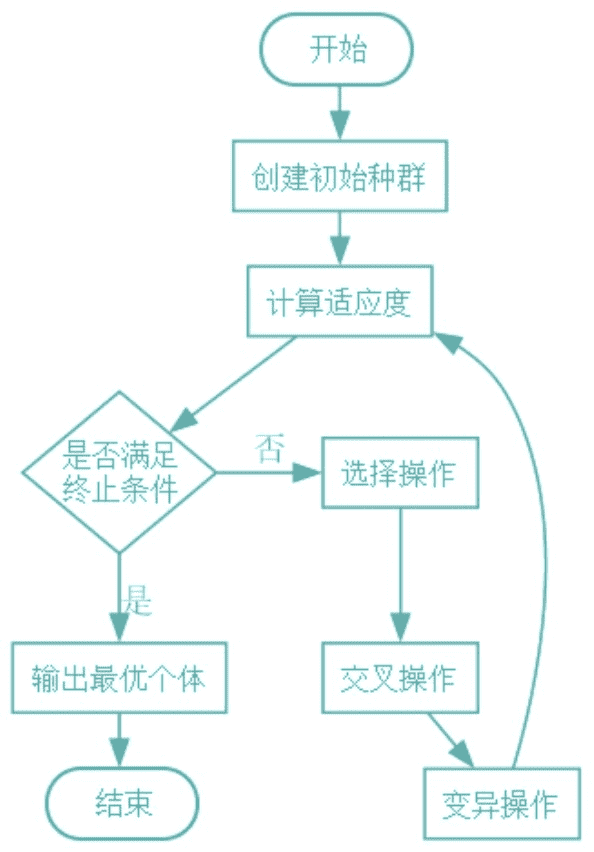 开始
创建初始种群
计算适应度
是否满足
终止条件
否
选择操作
是
输出最优个体
交叉操作
结束
变异操作